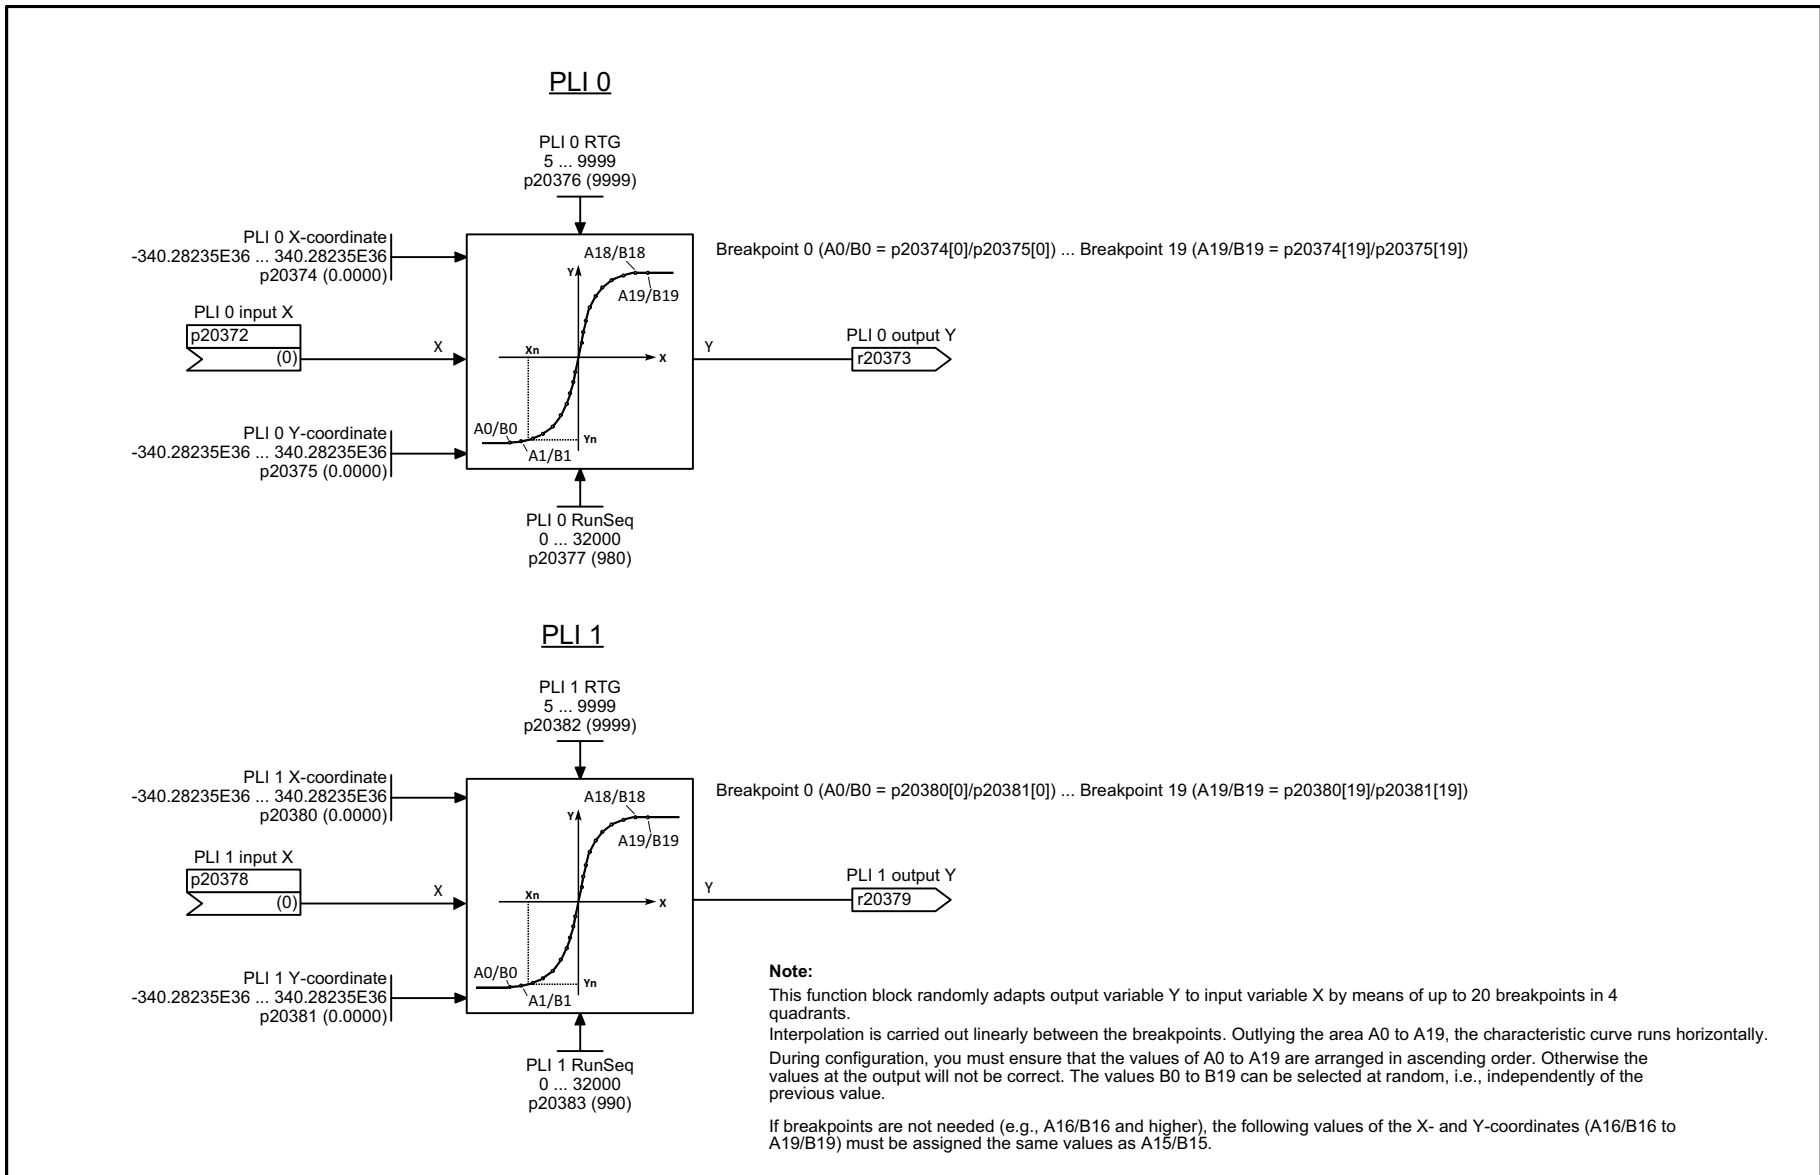 PLI 0
PLI 0 RTG
5 ... 9999
p20376 (9999)
PLI 0 X-coordinate
-340.28235E36 ... 340.28235E36
p20374 (0.0000)
Breakpoint 0 (A0/B0 = p20374[0]/p20375[0]) ... Breakpoint 19 (A19/B19 = p20374[19]/p20375[19])
A18/B18
Y
A19/B19
PLI 0 input X
p20372
(0)
X
Xn
X
Y
PLI 0 output Y
r20373
PLI 0 Y-coordinate
-340.28235E36 ... 340.28235E36
p20375 (0.0000)
A0/B0
Yn
A1/B1
PLI 0 RunSeq
0 ... 32000
p20377 (980)
PLI 1
PLI 1 RTG
5 ... 9999
p20382 (9999)
PLI 1 X-coordinate
-340.28235E36 ... 340.28235E36
p20380 (0.0000)
Breakpoint 0 (A0/B0 = p20380[0]/p20381[0]) ... Breakpoint 19 (A19/B19 = p20380[19]/p20381[19])
A18/B18
Y
A19/B19
PLI 1 input X
p20378
(0)
X
Xn
X
Y
PLI 1 output Y
r20379
PLI 1 Y-coordinate
-340.28235E36 ... 340.28235E36
p20381 (0.0000)
A0/B0
Yn
A1/B1
PLI 1 RunSeq
0 ... 32000
p20383 (990)
Note:
This function block randomly adapts output variable Y to input variable X by means of up to 20 breakpoints in 4
quadrants.
Interpolation is carried out linearly between the breakpoints. Outlying the area A0 to A19, the characteristic curve runs horizontally.
During configuration, you must ensure that the values of A0 to A19 are arranged in ascending order. Otherwise the
values at the output will not be correct. The values B0 to B19 can be selected at random, i.e., independently of the
previous value.
If breakpoints are not needed (e.g., A16/B16 and higher), the following values of the X- and Y-coordinates (A16/B16 to
A19/B19) must be assigned the same values as A15/B15.